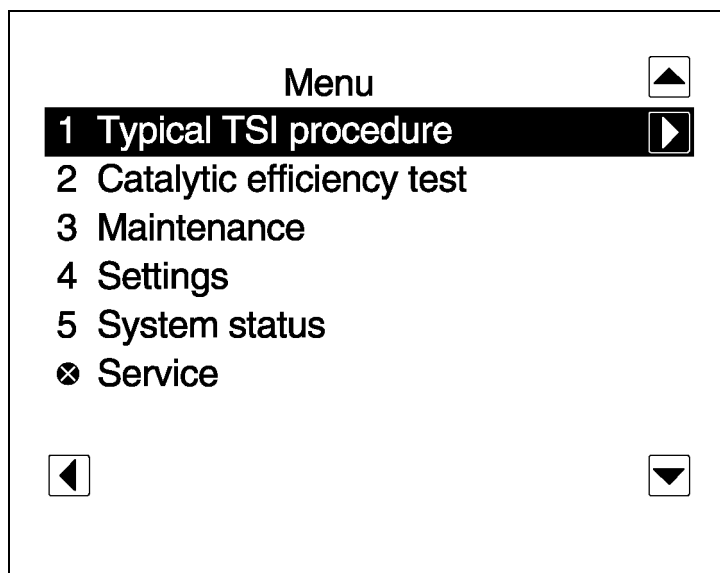 Menu
1 Typical TSI procedure
2 Catalytic efficiency test
3 Maintenance
4 Settings
5 System status
⊗ Service